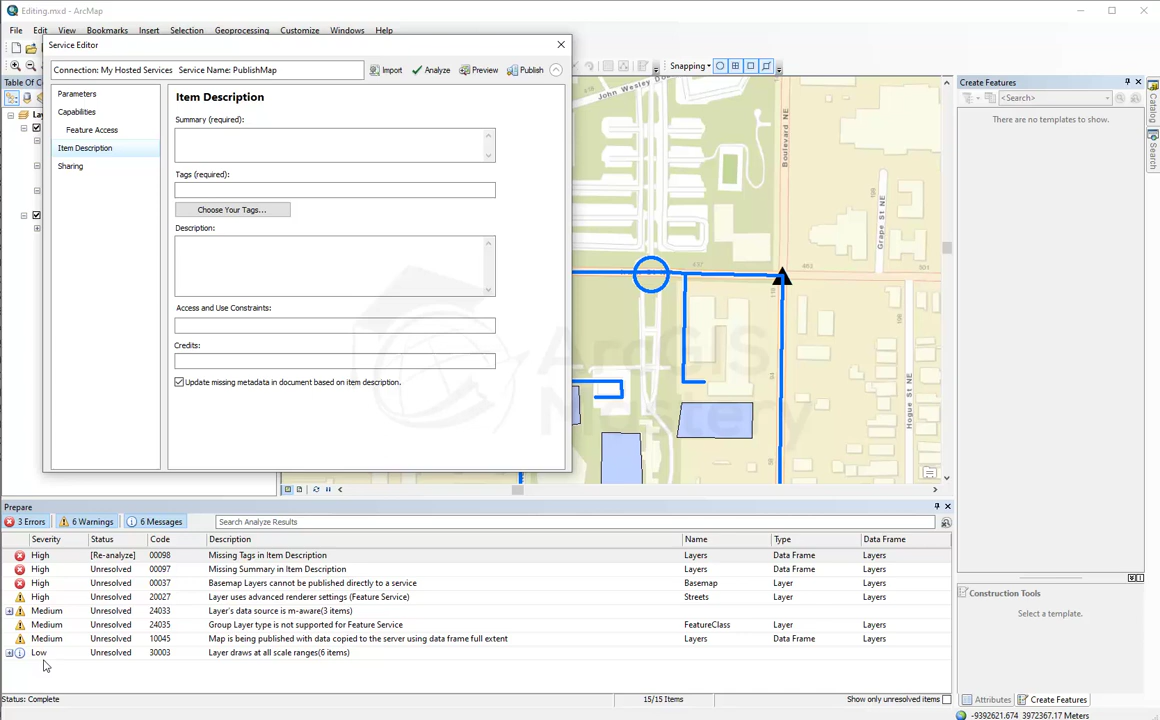 Editing.mxd - ArcMap
File Edit View Bookmarks Insert Selection Geoprocessing Customize Windows Help
Service Editor
Connection: My Hosted Services Service Name: PublishMap
Import Analyze Preview Publish
Snapping
Table Of C
Lay
Parameters
Capabilities
Feature Access
Item Description
Sharing
Item Description
Summary (required):
Tags (required):
Choose Your Tags...
Description:
Access and Use Constraints:
Credits:
Update missing metadata in document based on item description.
John Wesley Do
Boulevard NE
Grape St NE
Hogue St NE
437
463
501
ArcGIS
Mastery
Create Features
<Search>
There are no templates to show.
Catalog
Search
Construction Tools
Select a template.
Attributes Create Features
Prepare
3 Errors 6 Warnings 6 Messages Search Analyze Results
Severity Status Code Description Name Type Data Frame
High [Re-analyze] 00098 Missing Tags in Item Description Layers Data Frame Layers
High Unresolved 00097 Missing Summary in Item Description Layers Data Frame Layers
High Unresolved 00037 Basemap Layers cannot be published directly to a service Basemap Layer Layers
High Unresolved 20027 Layer uses advanced renderer settings (Feature Service) Streets Layer Layers
Medium Unresolved 24033 Layer's data source is m-aware(3 items)
Medium Unresolved 24035 Group Layer type is not supported for Feature Service FeatureClass Layer Layers
Medium Unresolved 10045 Map is being published with data copied to the server using data frame full extent Layers Data Frame Layers
Low Unresolved 30003 Layer draws at all scale ranges(6 items)
Status: Complete 15/15 Items Show only unresolved items
-9392621.674 3972367.17 Meters